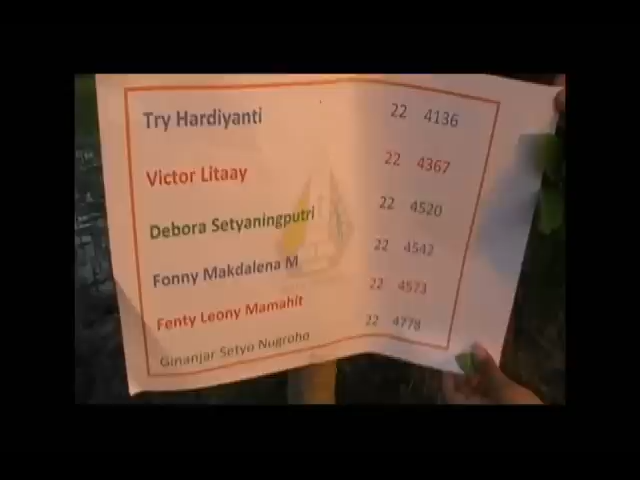 Try Hardiyanti 22 4136
Victor Litaay 22 4367
Debora Setyaningputri 22 4520
Fonny Makdalena M 22 4542
Fenty Leony Mamahit 22 4573
Ginanjar Setyo Nugroho 22 4778